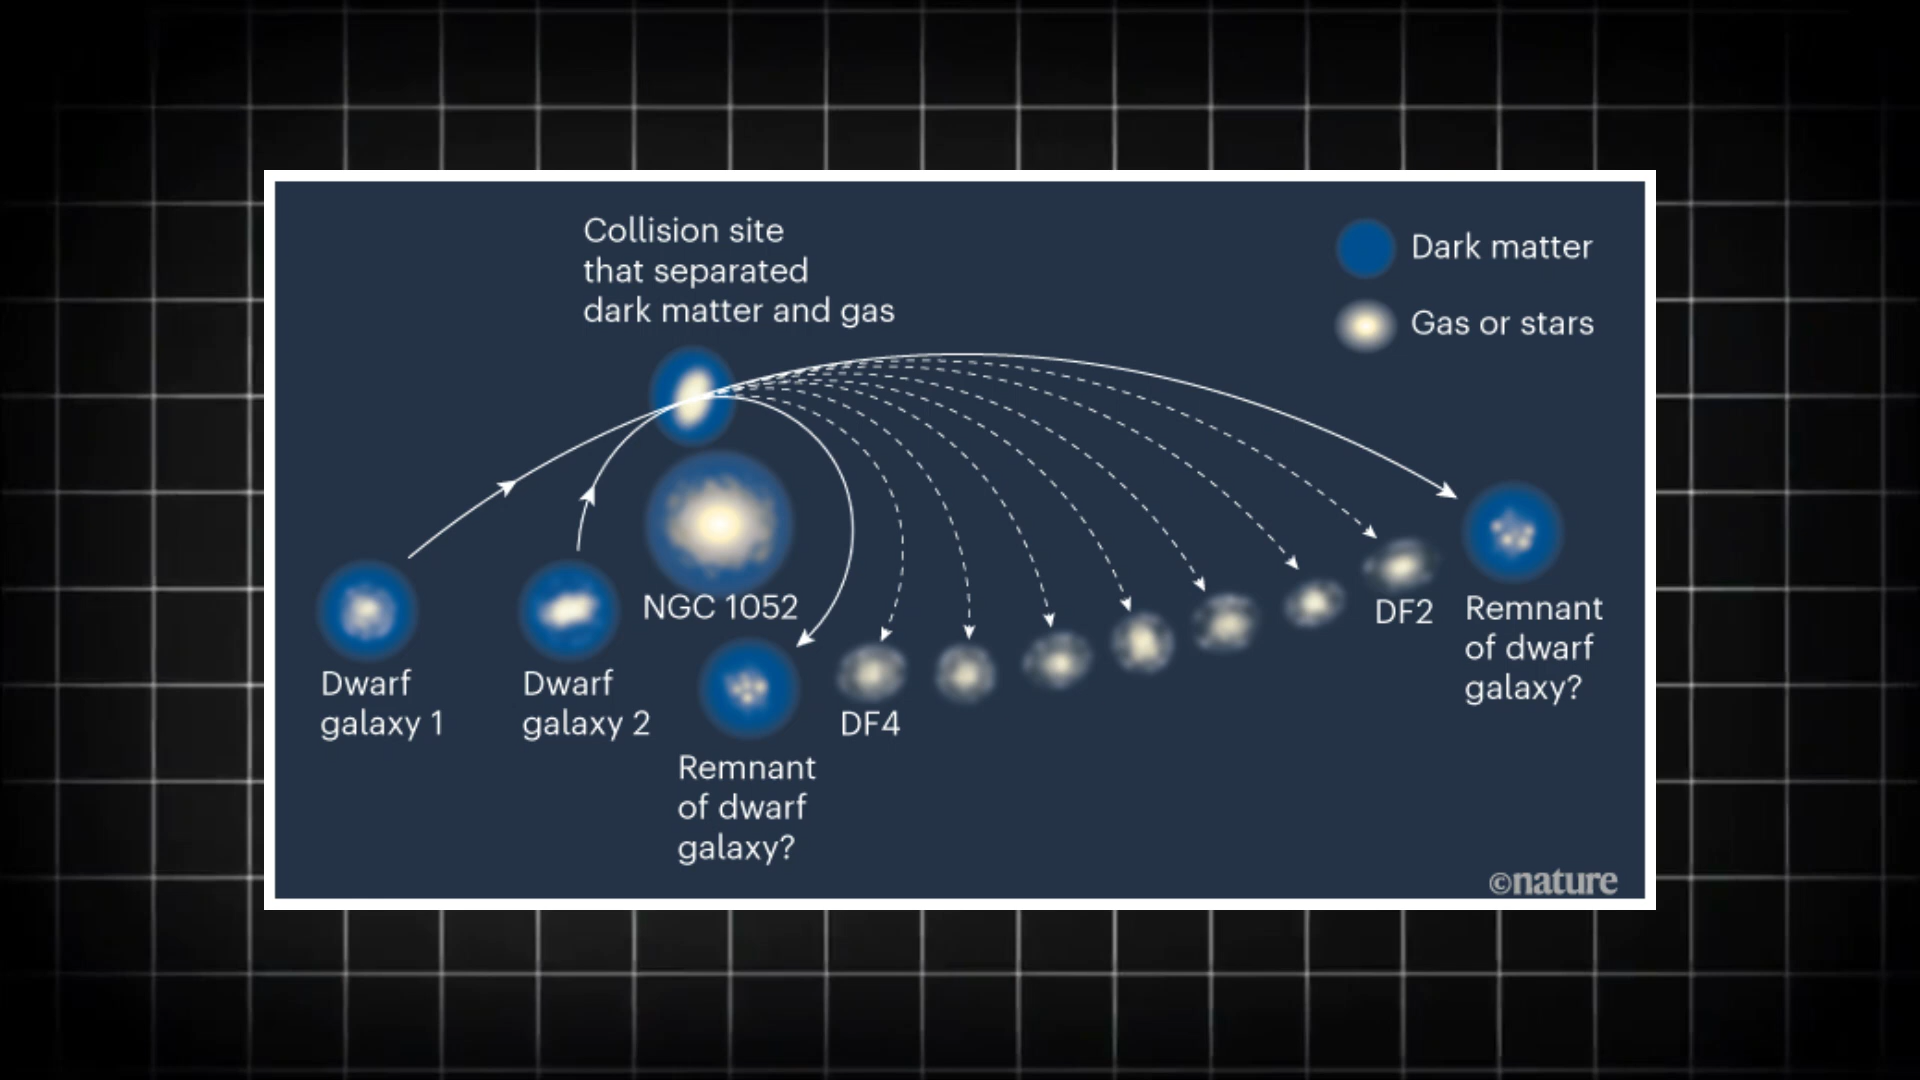 Collision site
that separated
dark matter and gas
Dark matter
Gas or stars
NGC 1052
Dwarf
galaxy 1
Dwarf
galaxy 2
Remnant
of dwarf
galaxy?
DF4
DF2
Remnant
of dwarf
galaxy?
©nature